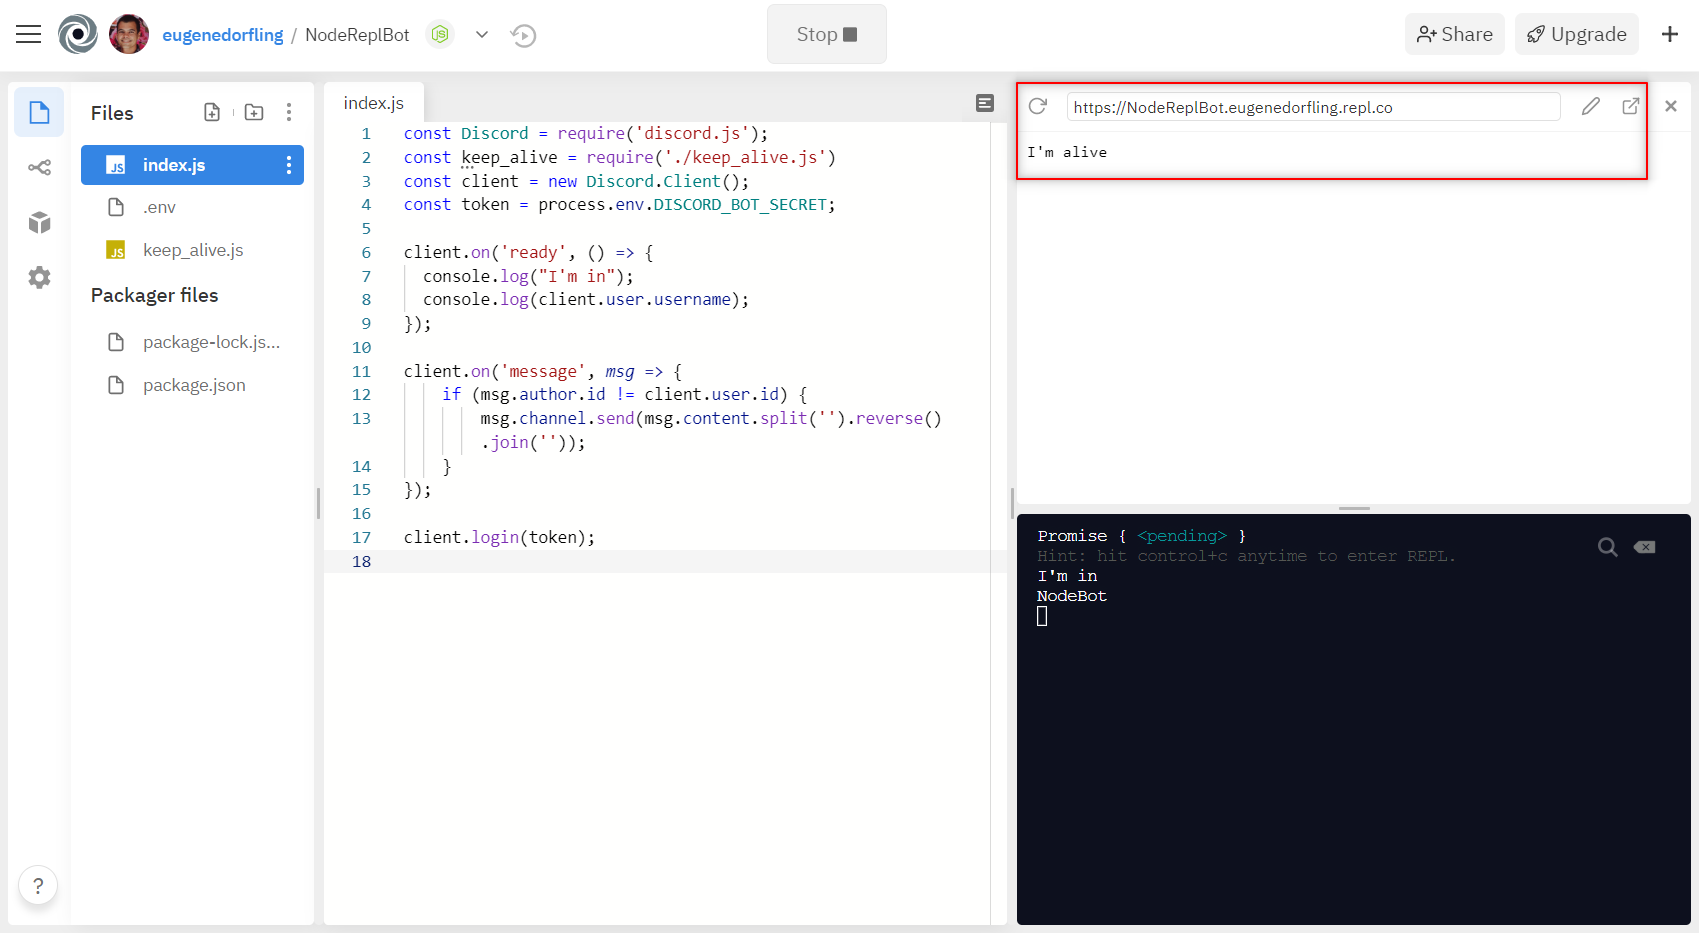 eugenedorfling / NodeReplBot
Stop
Share
Upgrade
Files
index.js
.env
keep_alive.js
Packager files
package-lock.js...
package.json
?
index.js
1 const Discord = require('discord.js');
2 const keep_alive = require('./keep_alive.js')
3 const client = new Discord.Client();
4 const token = process.env.DISCORD_BOT_SECRET;
5
6 client.on('ready', () => {
7 console.log("I'm in");
8 console.log(client.user.username);
9 });
10
11 client.on('message', msg => {
12 if (msg.author.id != client.user.id) {
13 msg.channel.send(msg.content.split('').reverse()
.join(''));
14 }
15 });
16
17 client.login(token);
18
https://NodeReplBot.eugenedorfling.repl.co
I'm alive
Promise { <pending> }
Hint: hit control+c anytime to enter REPL.
I'm in
NodeBot